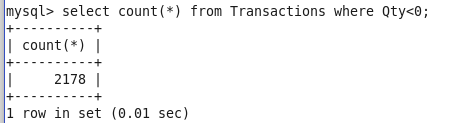 mysql> select count(*) from Transactions where Qty<0;
+----------+
| count(*) |
+----------+
|     2178 |
+----------+
1 row in set (0.01 sec)